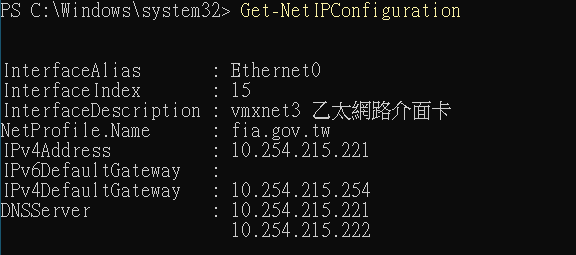 PS C:\Windows\system32> Get-NetIPConfiguration
InterfaceAlias : Ethernet0
InterfaceIndex : 15
InterfaceDescription : vmxnet3 乙太網路介面卡
NetProfile.Name : fia.gov.tw
IPv4Address : 10.254.215.221
IPv6DefaultGateway :
IPv4DefaultGateway : 10.254.215.254
DNSServer : 10.254.215.221
10.254.215.222